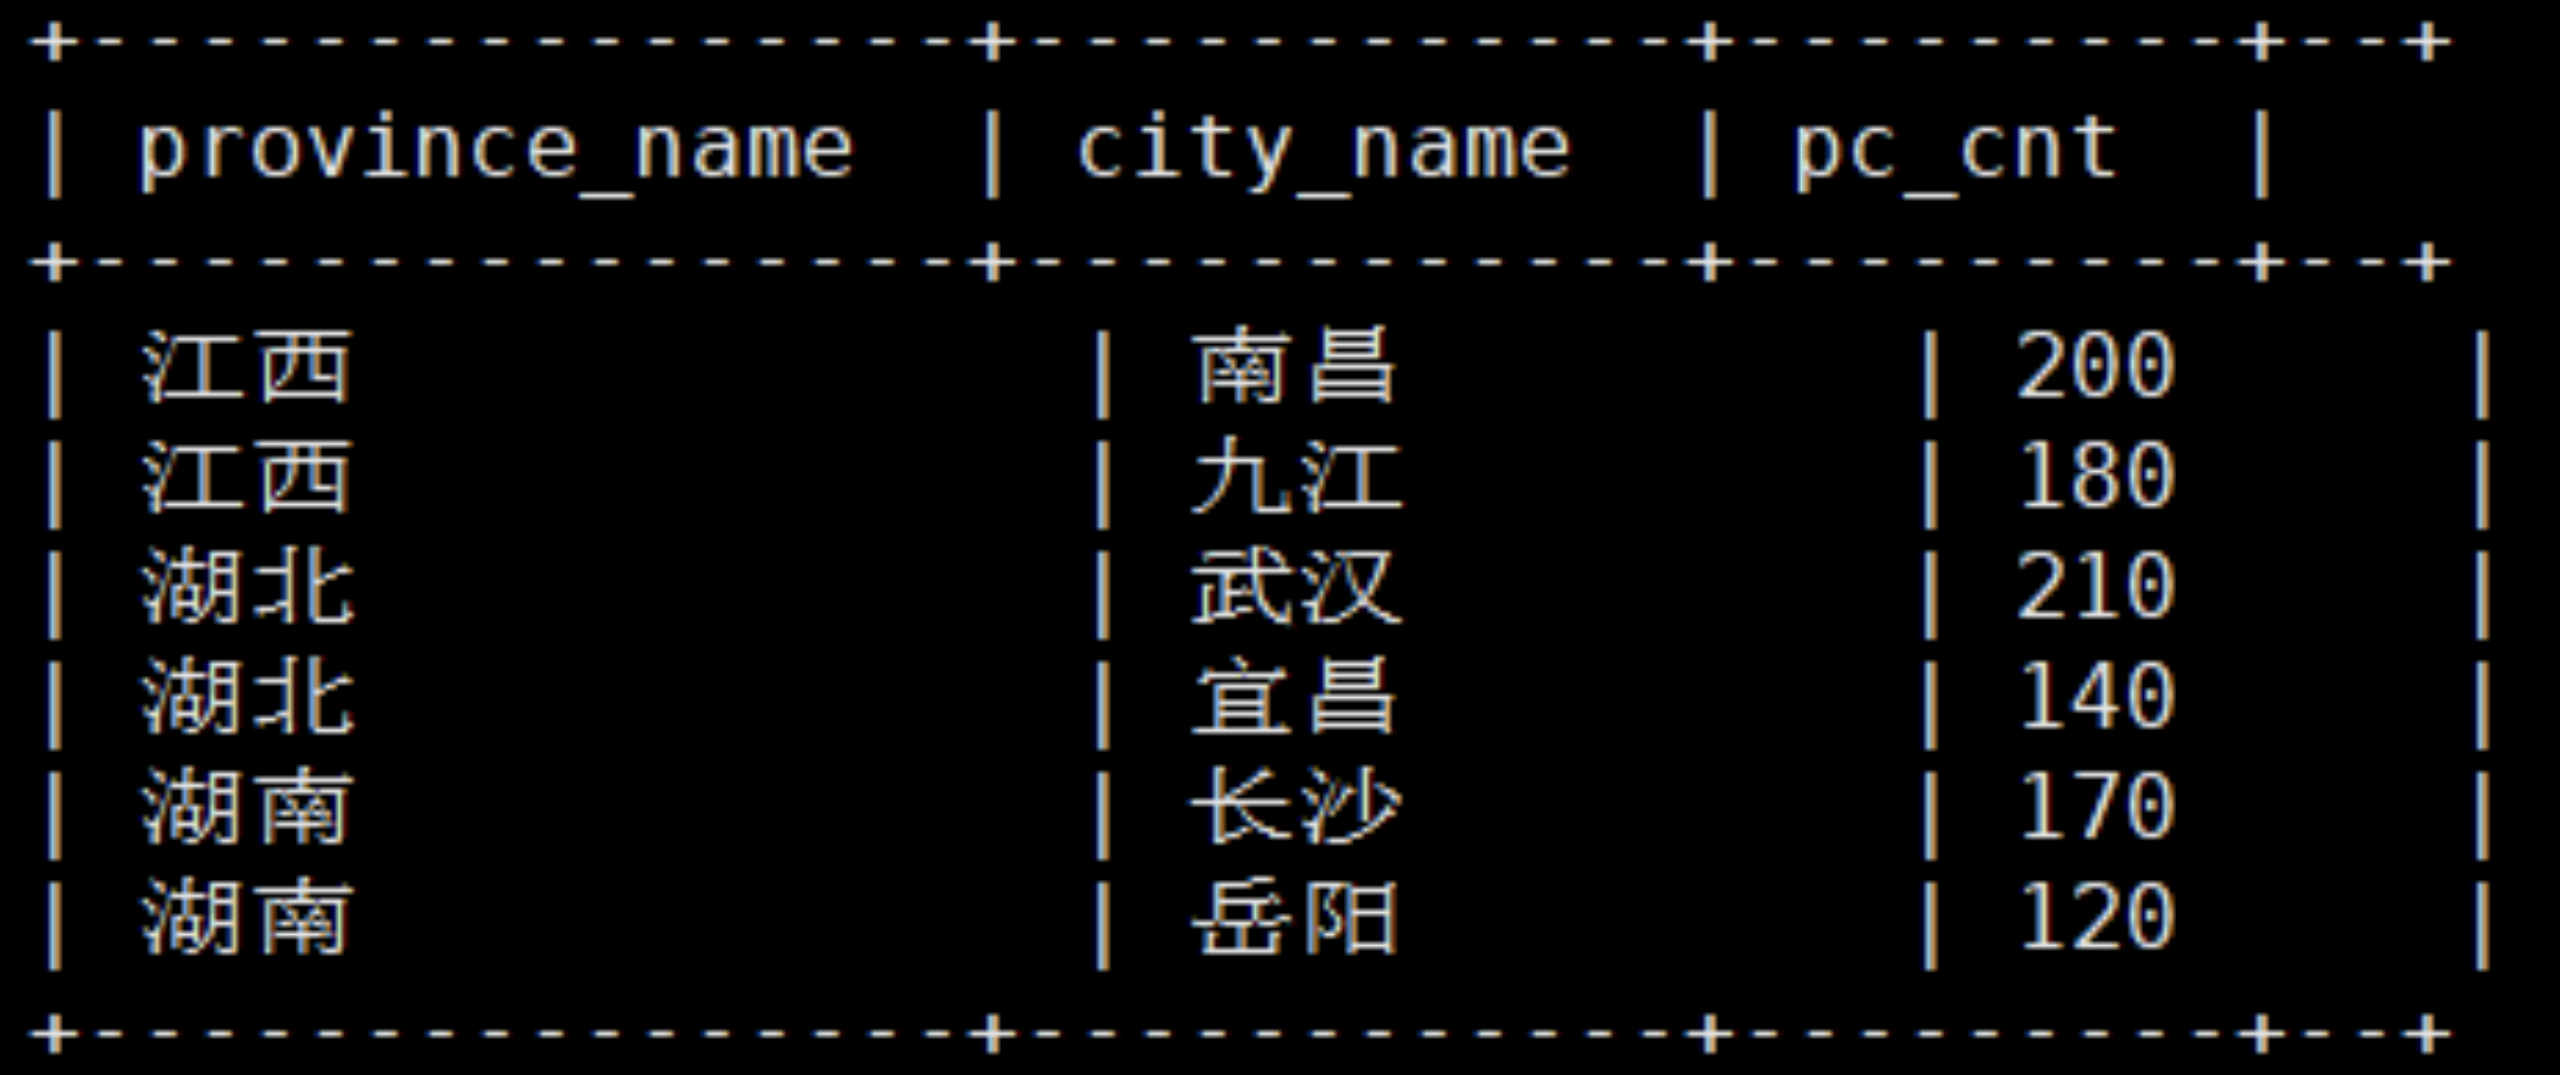 +-----------------+-------------+----------+--+
| province_name | city_name | pc_cnt |
+-----------------+-------------+----------+--+
| 江西 | 南昌 | 200 |
| 江西 | 九江 | 180 |
| 湖北 | 武汉 | 210 |
| 湖北 | 宜昌 | 140 |
| 湖南 | 长沙 | 170 |
| 湖南 | 岳阳 | 120 |
+-----------------+-------------+----------+--+